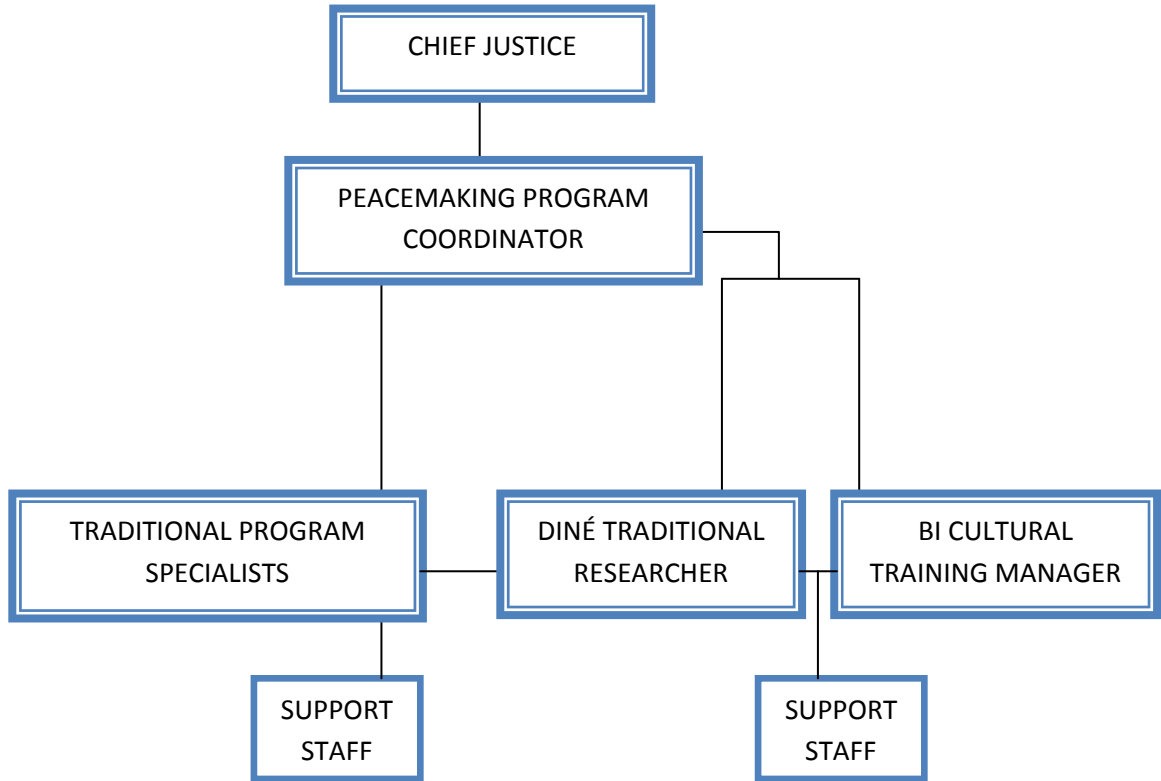 CHIEF JUSTICE
PEACEMAKING PROGRAM
COORDINATOR
TRADITIONAL PROGRAM
SPECIALISTS
DINÉ TRADITIONAL
RESEARCHER
BI CULTURAL
TRAINING MANAGER
SUPPORT
STAFF
SUPPORT
STAFF